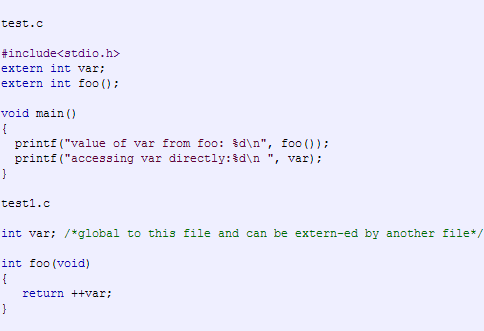 test.c
#include<stdio.h>
extern int var;
extern int foo();
void main()
{
printf("value of var from foo: %d\n", foo());
printf("accessing var directly:%d\n ", var);
}
test1.c
int var; /*global to this file and can be extern-ed by another file*/
int foo(void)
{
return ++var;
}